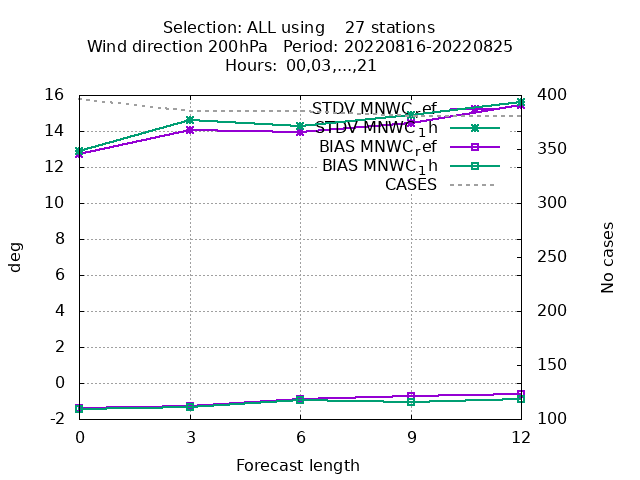 Selection: ALL using    27 stations
Wind direction 200hPa   Period: 20220816-20220825
Hours:  00,03,...,21
STDV MNWC_ref
STDV MNWC_1h
BIAS MNWC_ref
BIAS MNWC_1h
CASES
16
14
12
10
8
6
4
2
0
-2
400
350
300
250
200
150
100
deg
No cases
0 3 6 9 12
Forecast length